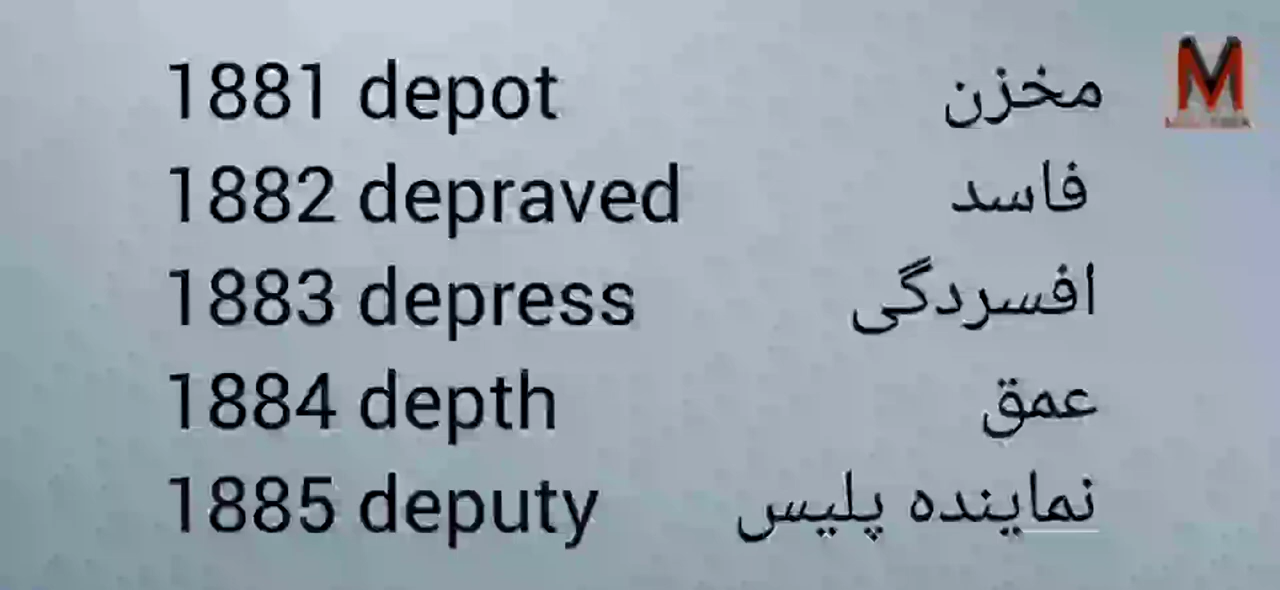 1881 depot مخزن
1882 depraved فاسد
1883 depress افسردگی
1884 depth عمق
1885 deputy نماینده پلیس
M